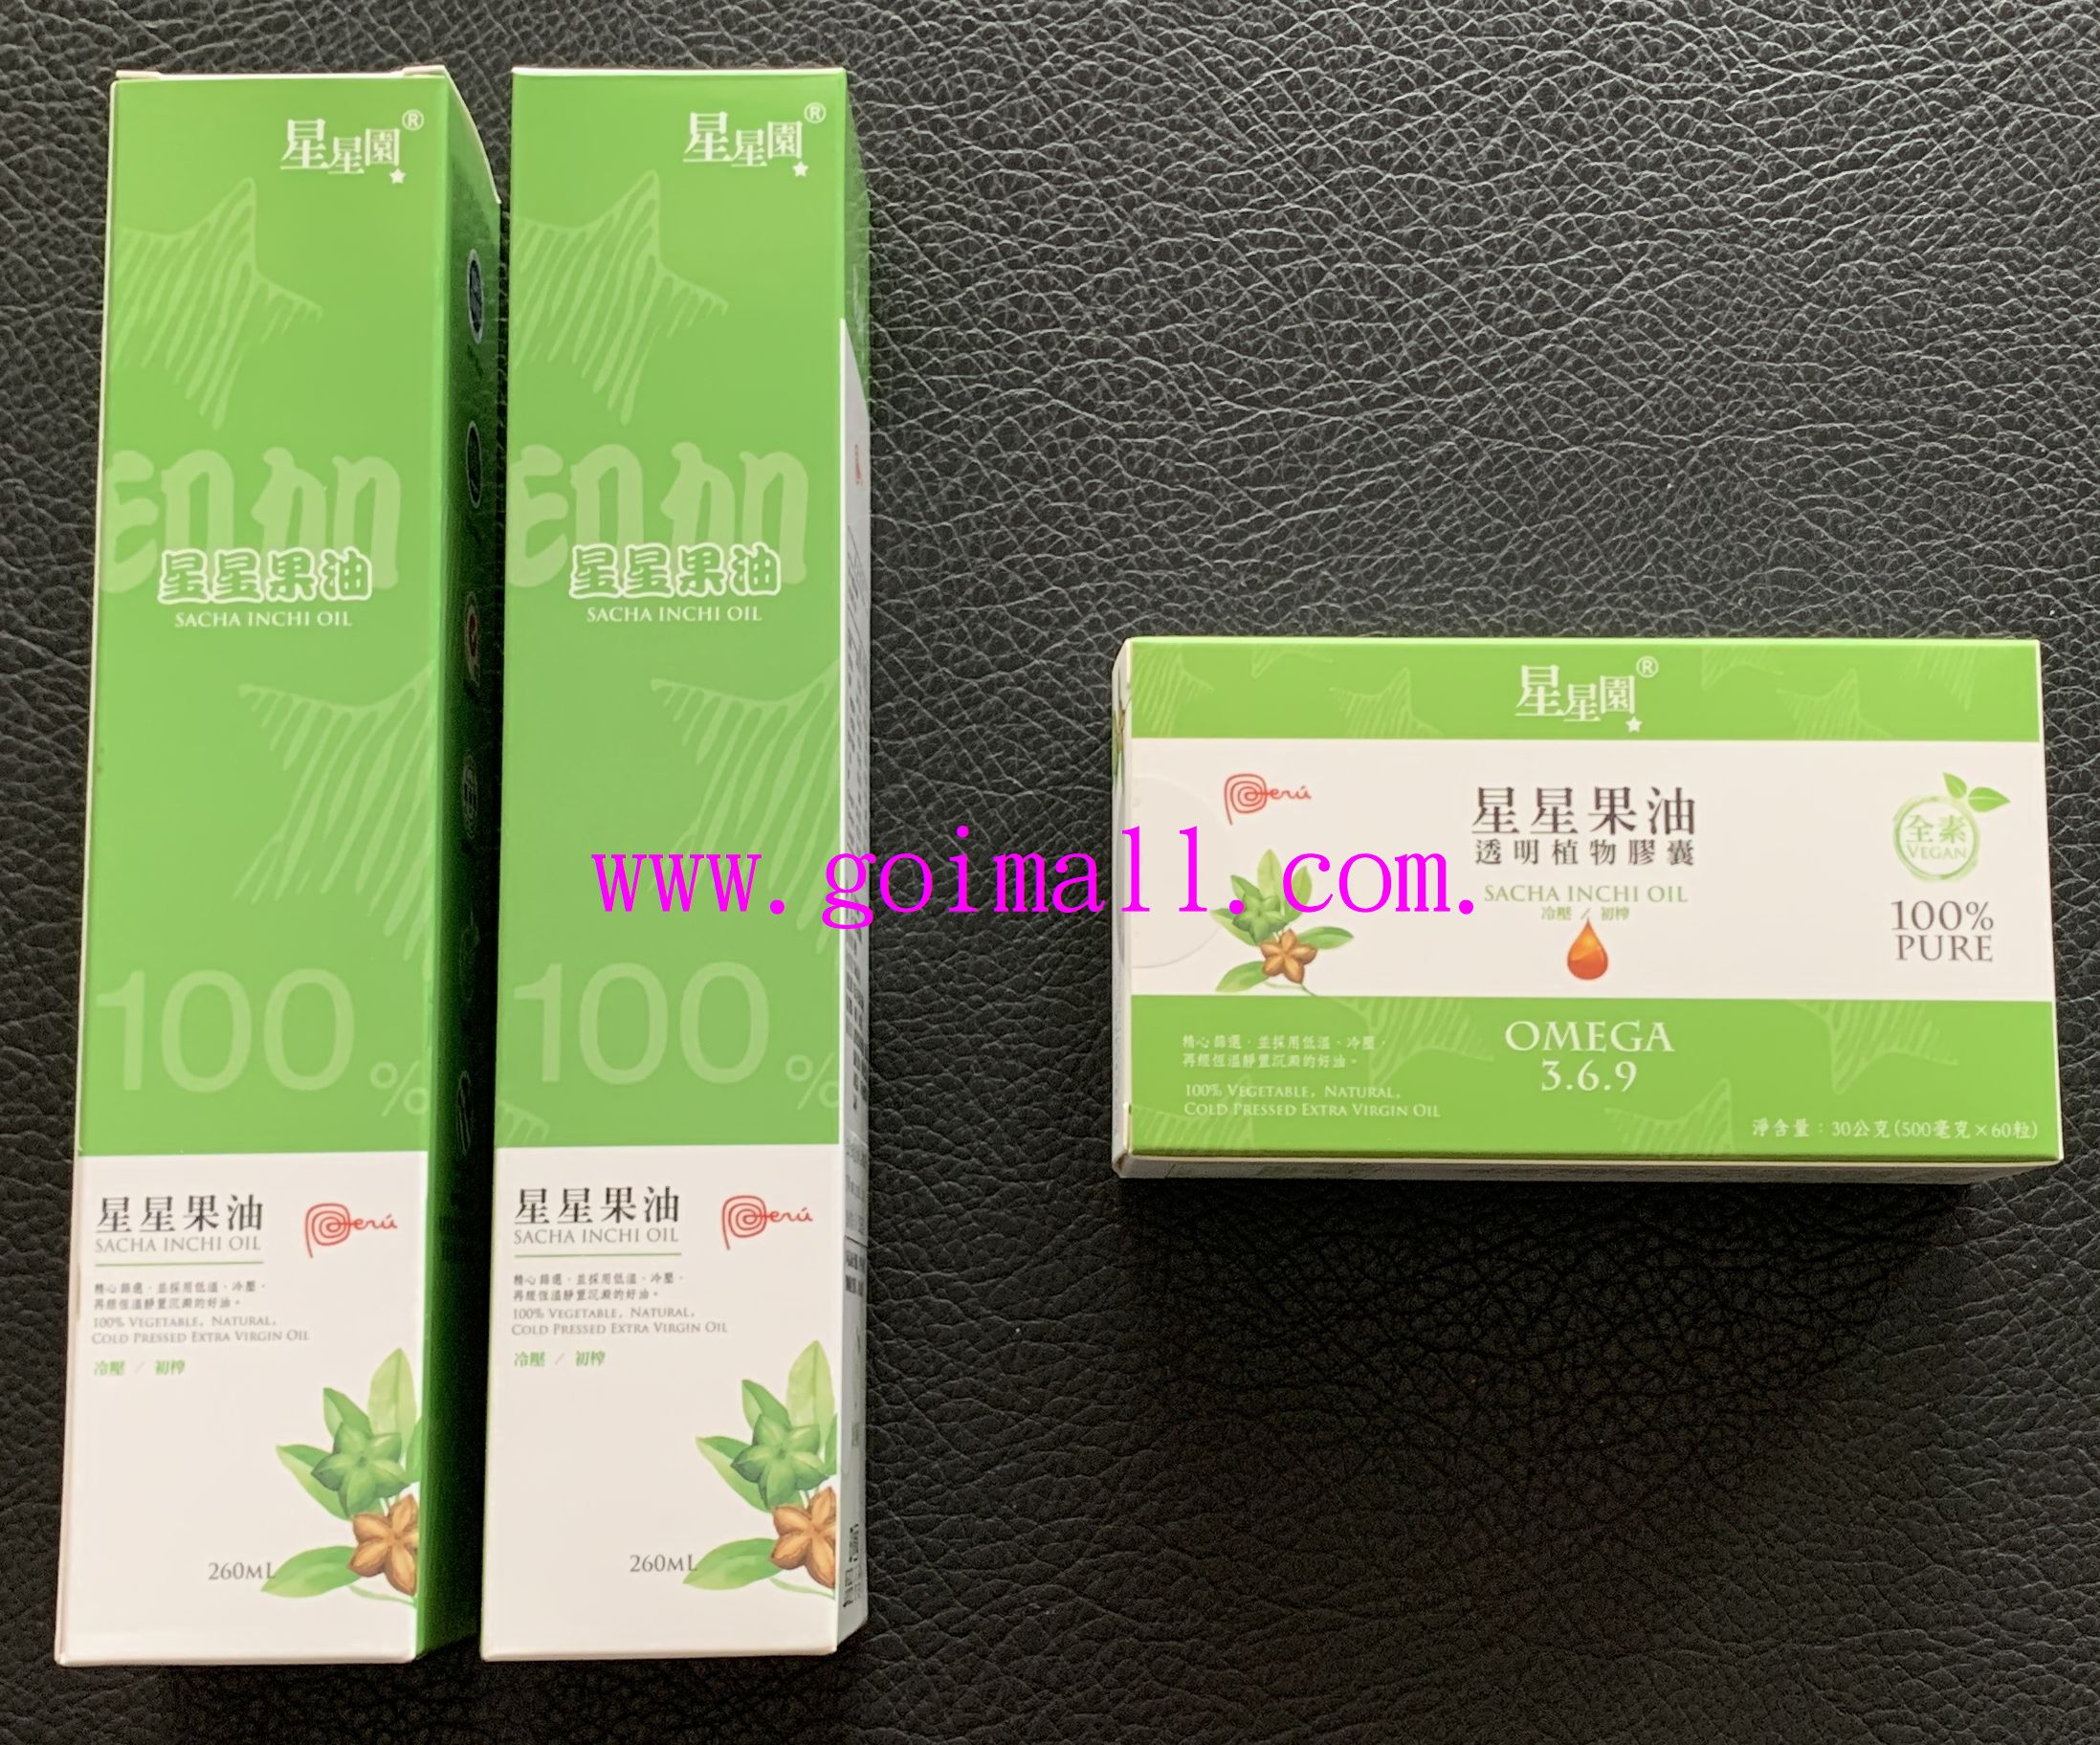 星星園®
印加
星星果油
SACHA INCHI OIL
100%
星星果油
SACHA INCHI OIL
Perú
精心篩選，並採用低溫、冷壓，
再經恆溫靜置沉澱的好油。
100% VEGETABLE, NATURAL,
COLD PRESSED EXTRA VIRGIN OIL
冷壓 / 初榨
260ML
星星園®
印加
星星果油
SACHA INCHI OIL
100%
星星果油
SACHA INCHI OIL
Perú
精心篩選，並採用低溫、冷壓，
再經恆溫靜置沉澱的好油。
100% VEGETABLE, NATURAL,
COLD PRESSED EXTRA VIRGIN OIL
冷壓 / 初榨
260ML
www.goimall.com.
星星園®
Perú
星星果油
透明植物膠囊
SACHA INCHI OIL
冷壓 / 初榨
全素
VEGAN
100%
PURE
OMEGA
3.6.9
精心篩選，並採用低溫、冷壓，
再經恆溫靜置沉澱的好油。
100% VEGETABLE, NATURAL,
COLD PRESSED EXTRA VIRGIN OIL
淨含量：30公克(500毫克×60粒)